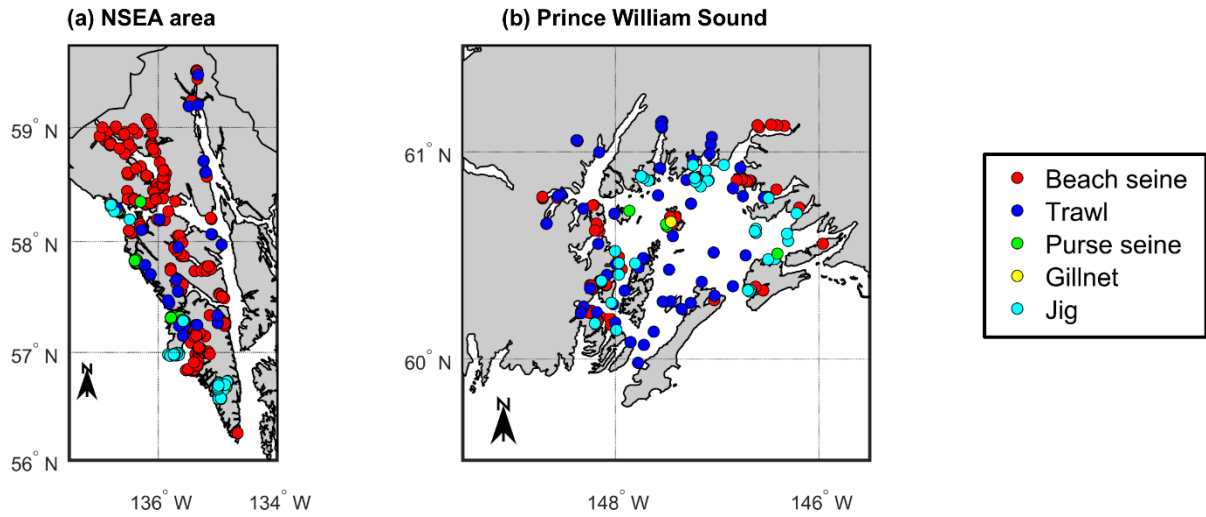 (a) NSEA area
(b) Prince William Sound
59° N
58° N
57° N
56° N
136° W
134° W
N
61° N
60° N
148° W
146° W
N
Beach seine
Trawl
Purse seine
Gillnet
Jig